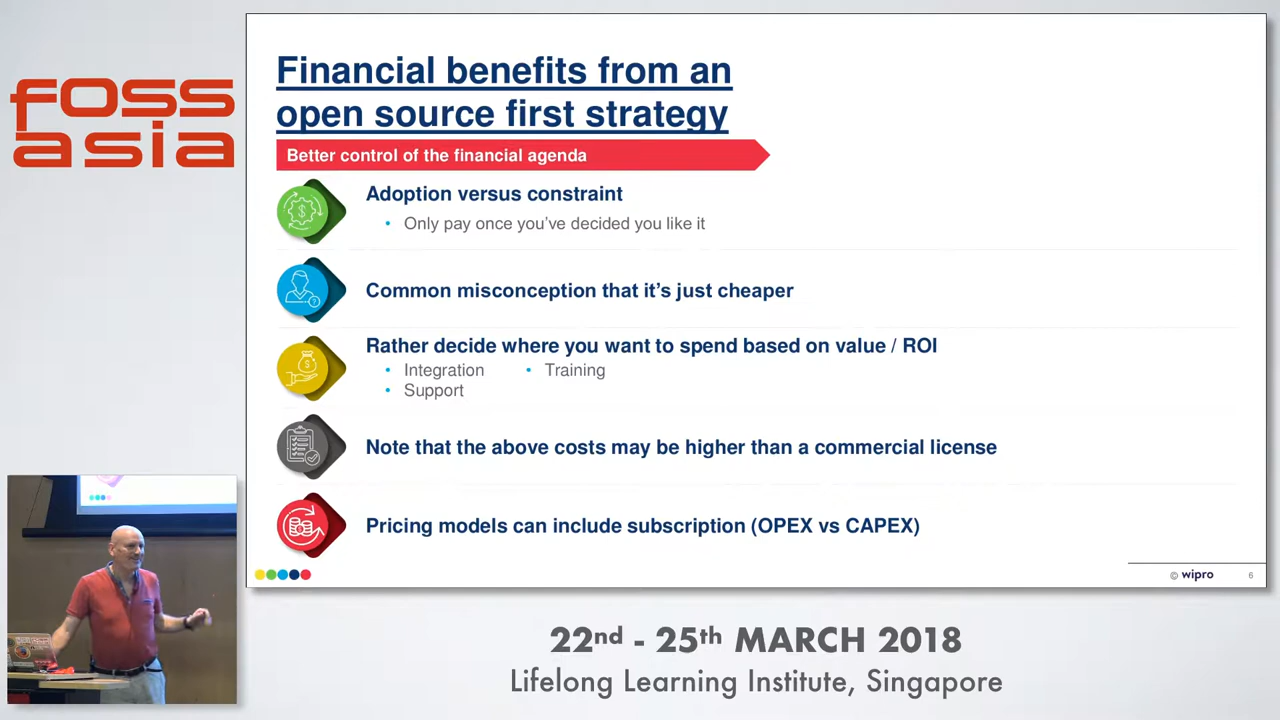 foss
asia
Financial benefits from an
open source first strategy
Better control of the financial agenda
Adoption versus constraint
• Only pay once you’ve decided you like it
Common misconception that it’s just cheaper
Rather decide where you want to spend based on value / ROI
• Integration • Training
• Support
Note that the above costs may be higher than a commercial license
Pricing models can include subscription (OPEX vs CAPEX)
© wipro 6
22nd - 25th MARCH 2018
Lifelong Learning Institute, Singapore